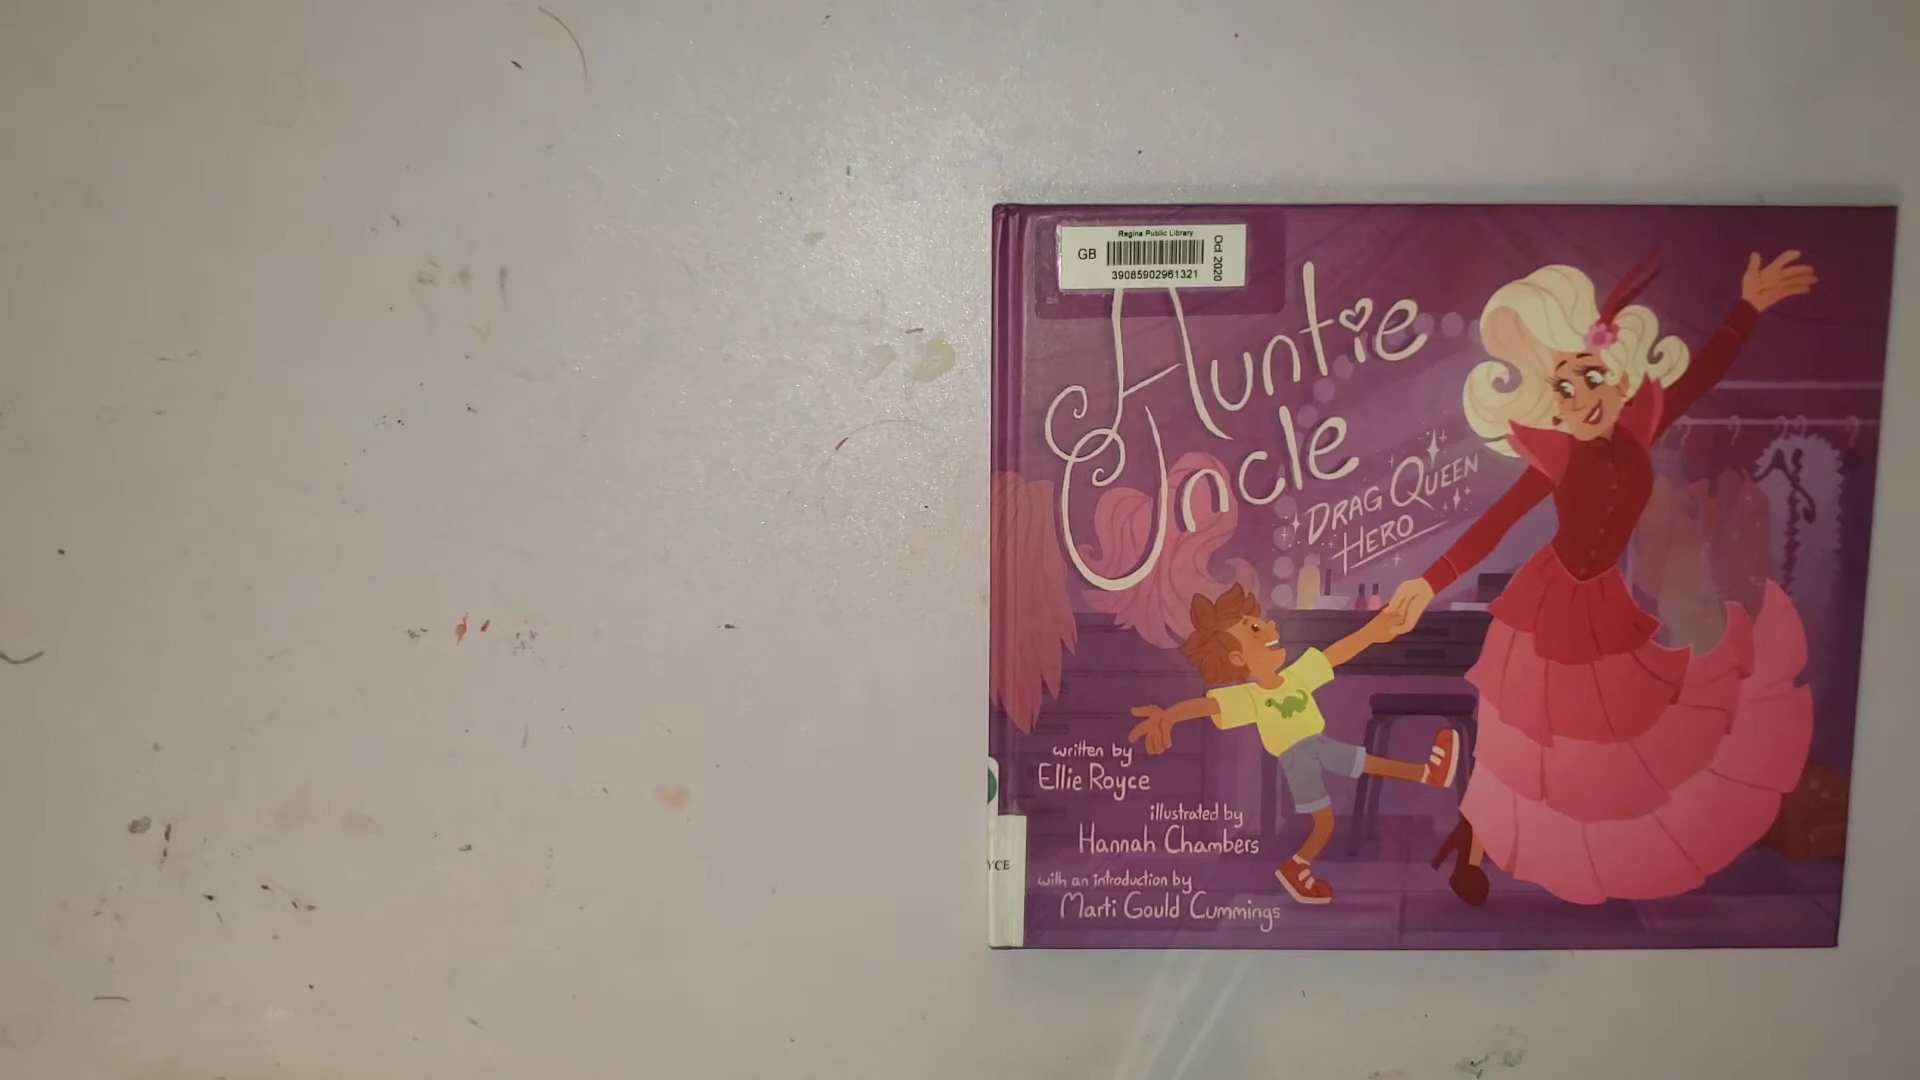 Regina Public Library
GB
39085902961321
Oct 2020
Auntie
Uncle
DRAG QUEEN
HERO
written by
Ellie Royce
illustrated by
Hannah Chambers
with an introduction by
Marti Gould Cummings
YCE